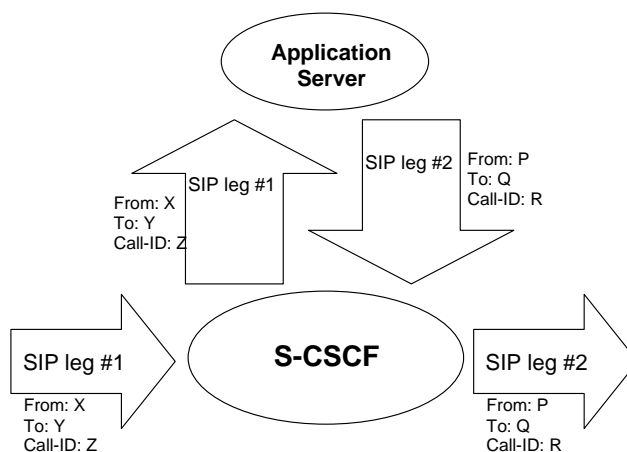 Application
Server
SIP leg #1
From: X
To: Y
Call-ID: Z
SIP leg #2
From: P
To: Q
Call-ID: R
SIP leg #1
From: X
To: Y
Call-ID: Z
S-CSCF
SIP leg #2
From: P
To: Q
Call-ID: R